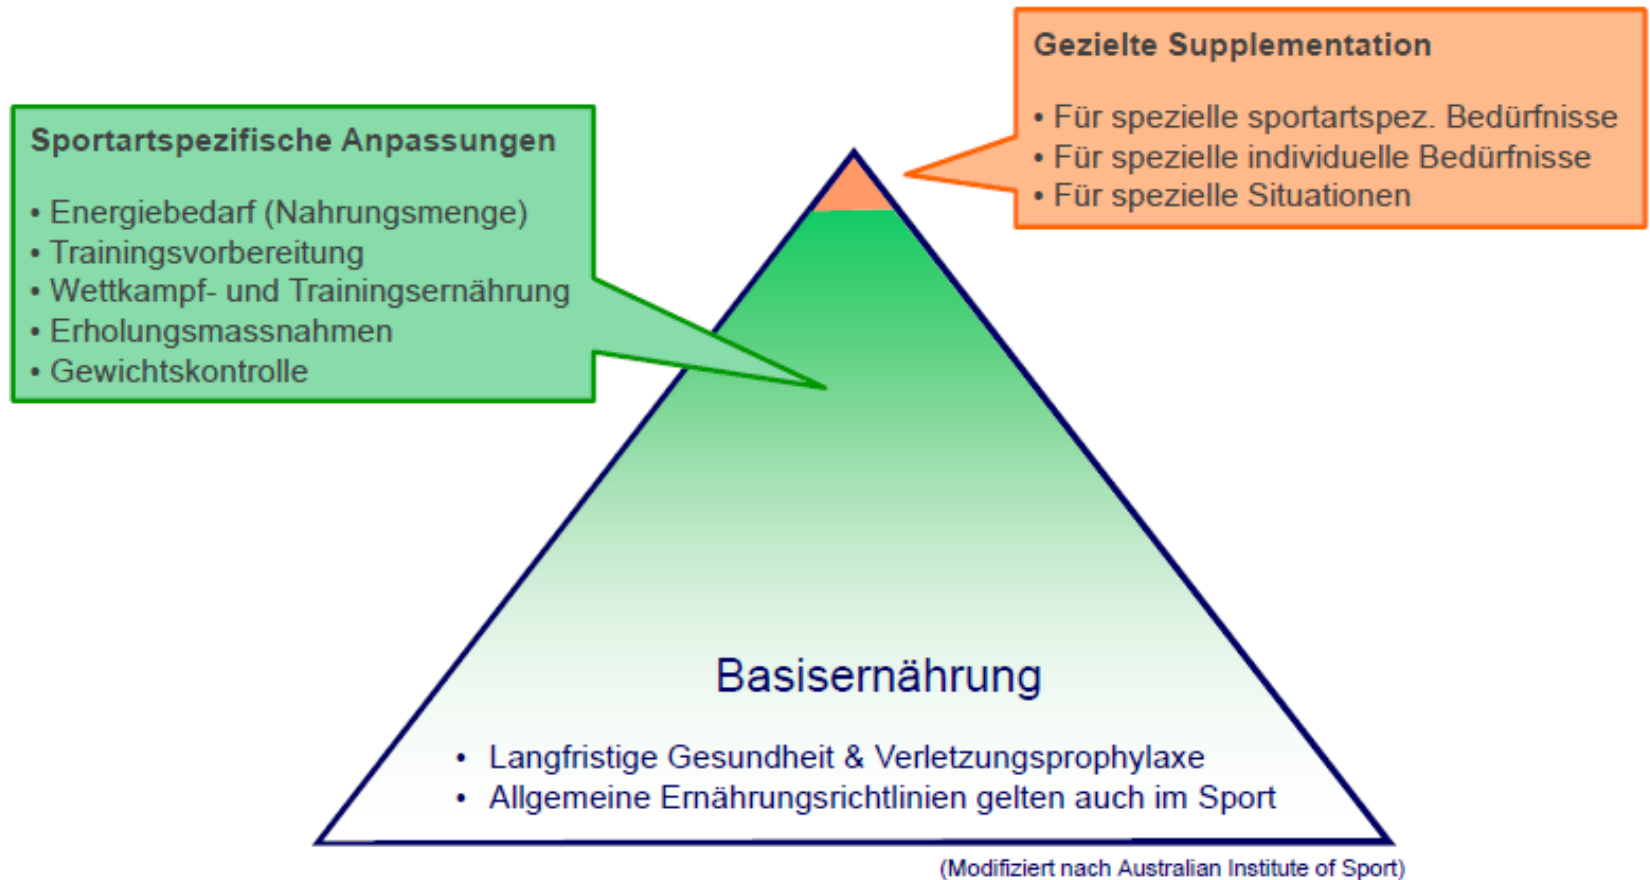 Gezielte Supplementation
• Für spezielle sportartspez. Bedürfnisse
• Für spezielle individuelle Bedürfnisse
• Für spezielle Situationen
Sportartspezifische Anpassungen
• Energiebedarf (Nahrungsmenge)
• Trainingsvorbereitung
• Wettkampf- und Trainingsernährung
• Erholungsmassnahmen
• Gewichtskontrolle
Basisernährung
• Langfristige Gesundheit & Verletzungsprophylaxe
• Allgemeine Ernährungsrichtlinien gelten auch im Sport
(Modifiziert nach Australian Institute of Sport)